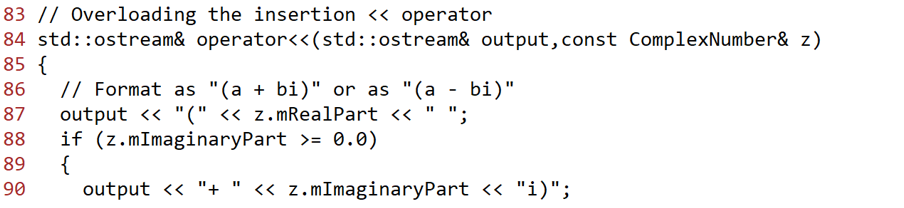 83 // Overloading the insertion << operator
84 std::ostream& operator<<(std::ostream& output,const ComplexNumber& z)
85 {
86   // Format as "(a + bi)" or as "(a - bi)"
87   output << "(" << z.mRealPart << " ";
88   if (z.mImaginaryPart >= 0.0)
89   {
90     output << "+ " << z.mImaginaryPart << "i)";